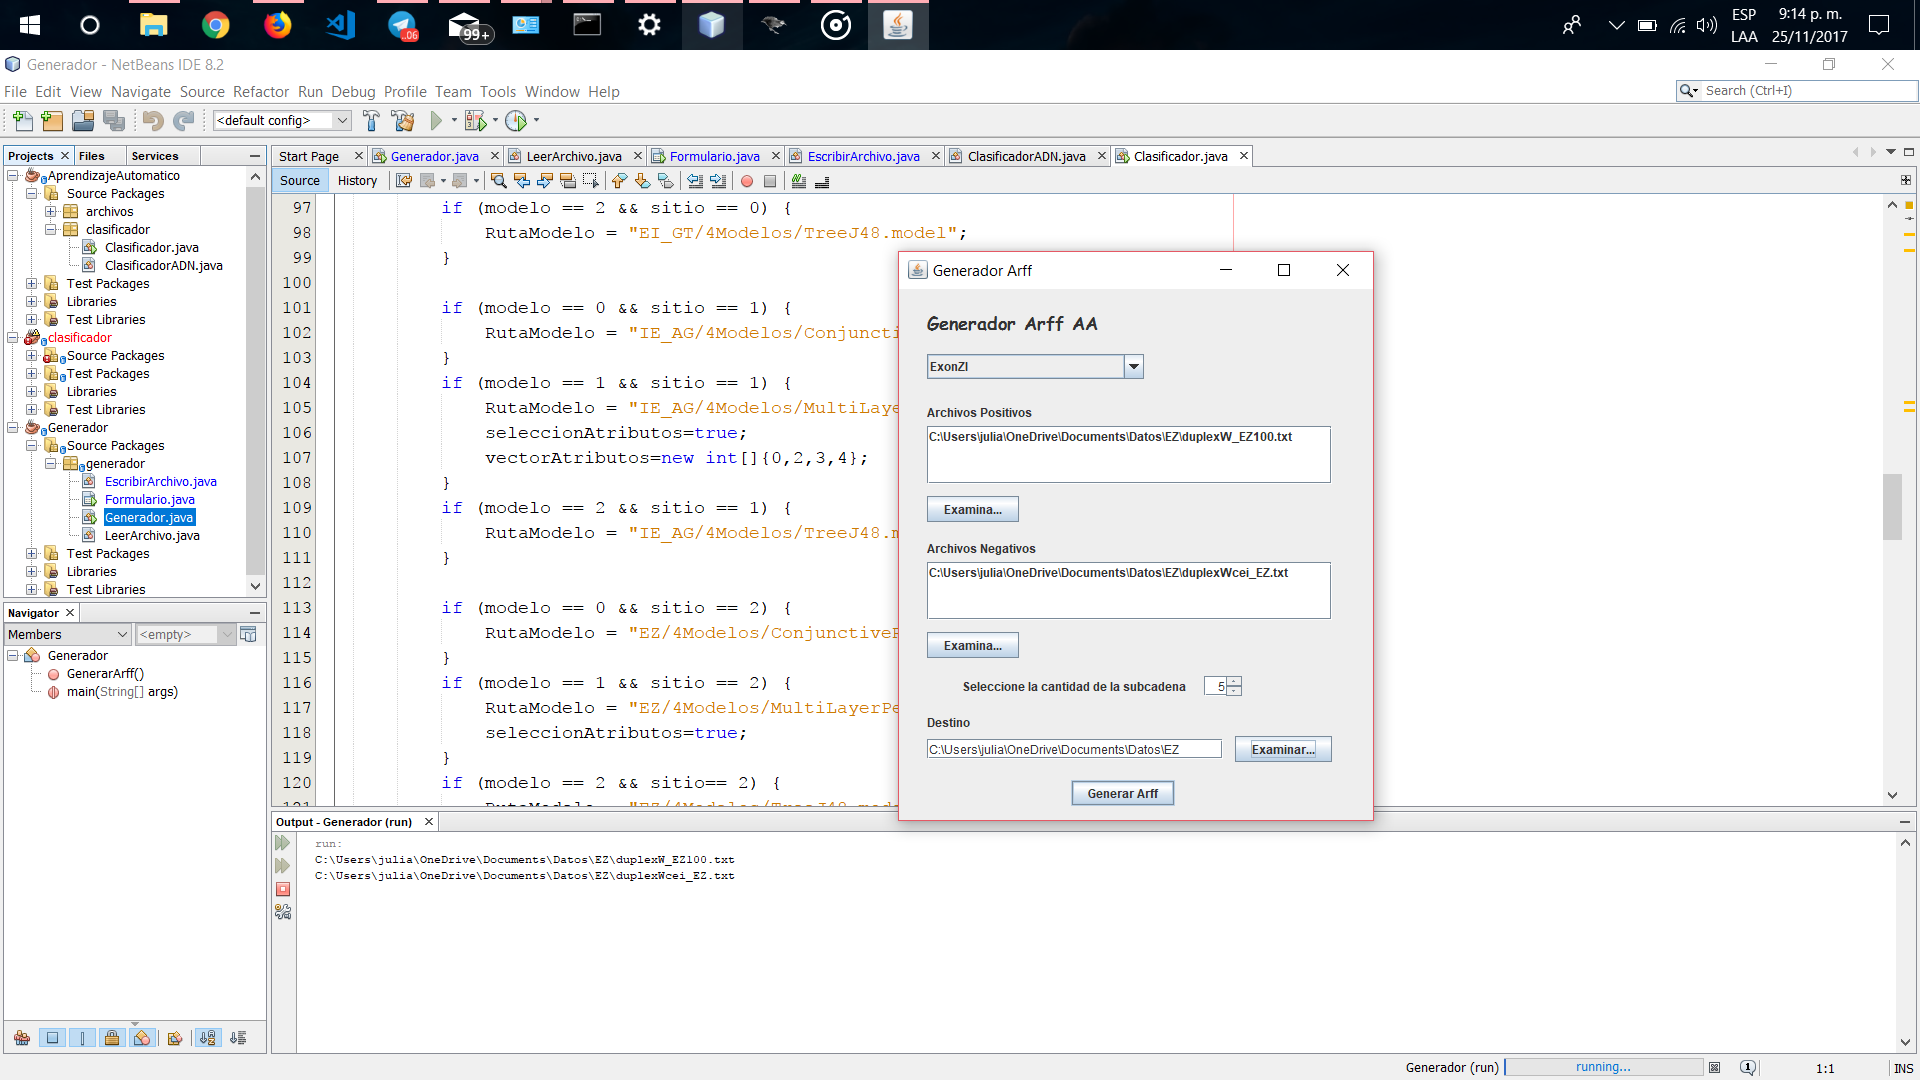 .06
99+
ESP
LAA
9:14 p. m.
25/11/2017
Generador - NetBeans IDE 8.2
File Edit View Navigate Source Refactor Run Debug Profile Team Tools Window Help
Search (Ctrl+I)
<default config>
Projects Files Services
AprendizajeAutomatico
Source Packages
archivos
clasificador
Clasificador.java
ClasificadorADN.java
Test Packages
Libraries
Test Libraries
clasificador
Source Packages
Test Packages
Libraries
Test Libraries
Generador
Source Packages
generador
EscribirArchivo.java
Formulario.java
Generador.java
LeerArchivo.java
Test Packages
Libraries
Test Libraries
Navigator
Members <empty>
Generador
GenerarArff()
main(String[] args)
Start Page Generador.java LeerArchivo.java Formulario.java EscribirArchivo.java ClasificadorADN.java Clasificador.java
Source History
97 if (modelo == 2 && sitio == 0) {
98 RutaModelo = "EI_GT/4Modelos/TreeJ48.model";
99 }
100
101 if (modelo == 0 && sitio == 1) {
102 RutaModelo = "IE_AG/4Modelos/Conjuncti
103 }
104 if (modelo == 1 && sitio == 1) {
105 RutaModelo = "IE_AG/4Modelos/MultiLaye
106 seleccionAtributos=true;
107 vectorAtributos=new int[]{0,2,3,4};
108 }
109 if (modelo == 2 && sitio == 1) {
110 RutaModelo = "IE_AG/4Modelos/TreeJ48.m
111 }
112
113 if (modelo == 0 && sitio == 2) {
114 RutaModelo = "EZ/4Modelos/ConjunctiveR
115 }
116 if (modelo == 1 && sitio == 2) {
117 RutaModelo = "EZ/4Modelos/MultiLayerPe
118 seleccionAtributos=true;
119 }
120 if (modelo == 2 && sitio== 2) {
121 RutaModelo = "EZ/4Modelos/TreeJ48.mode
Generador Arff
Generador Arff AA
ExonZI
Archivos Positivos
C:\Users\julia\OneDrive\Documents\Datos\EZ\duplexW_EZ100.txt
Examina...
Archivos Negativos
C:\Users\julia\OneDrive\Documents\Datos\EZ\duplexWcei_EZ.txt
Examina...
Seleccione la cantidad de la subcadena 5
Destino
C:\Users\julia\OneDrive\Documents\Datos\EZ
Examinar...
Generar Arff
Output - Generador (run)
run:
C:\Users\julia\OneDrive\Documents\Datos\EZ\duplexW_EZ100.txt
C:\Users\julia\OneDrive\Documents\Datos\EZ\duplexWcei_EZ.txt
Generador (run) running... 1:1 INS